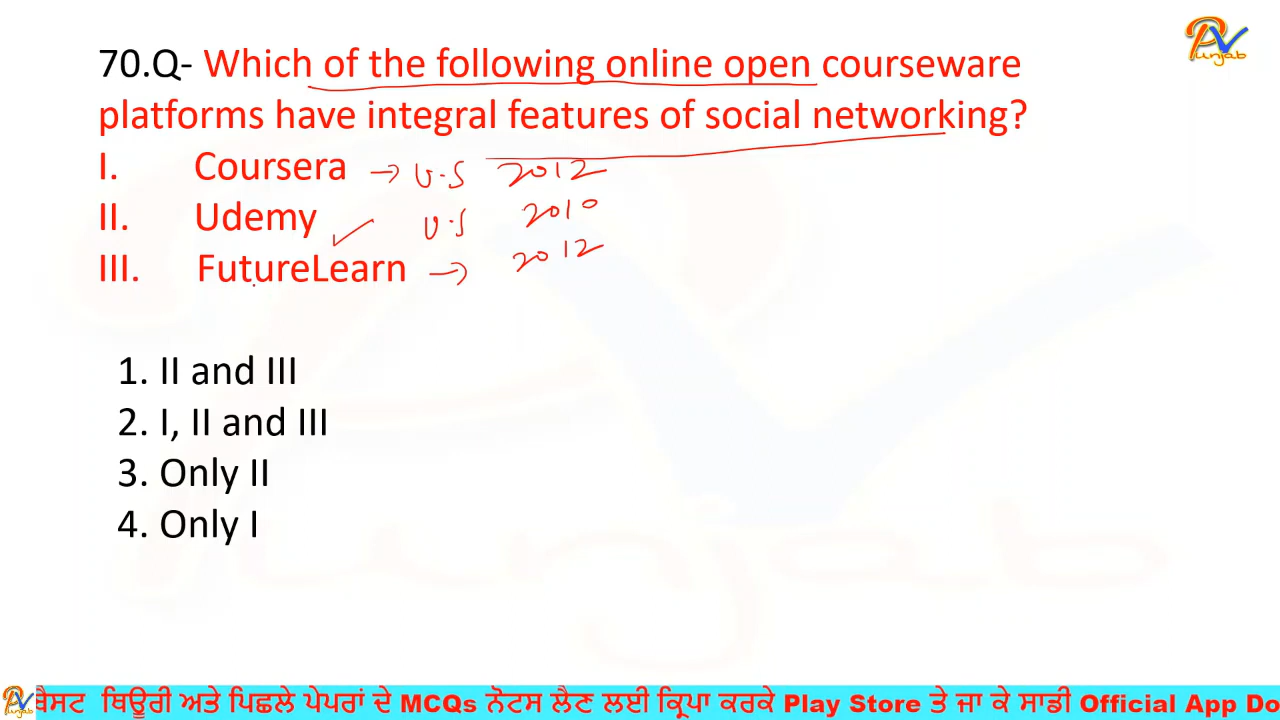 70.Q- Which of the following online open courseware
platforms have integral features of social networking?
I. Coursera → U.S 2012
II. Udemy U.S 2010
III. FutureLearn → 2012
1. II and III
2. I, II and III
3. Only II
4. Only I
ਬੈਸਟ ਥਿਊਰੀ ਅਤੇ ਪਿਛਲੇ ਪੇਪਰਾਂ ਦੇ MCQs ਨੋਟਸ ਲੈਣ ਲਈ ਕ੍ਰਿਪਾ ਕਰਕੇ Play Store ਤੇ ਜਾ ਕੇ ਸਾਡੀ Official App Do
Punjab